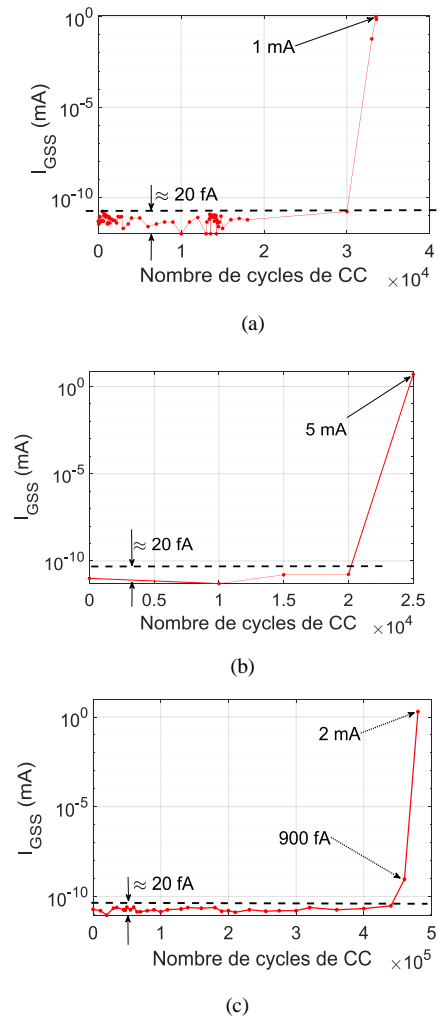 10^0
1 mA
10^-5
I_GSS (mA)
10^-10
≈ 20 fA
0 1 2 3 4
Nombre de cycles de CC ×10^4
(a)
10^0
5 mA
10^-5
I_GSS (mA)
10^-10
≈ 20 fA
0 0.5 1 1.5 2 2.5
Nombre de cycles de CC ×10^4
(b)
10^0
2 mA
10^-5
I_GSS (mA)
900 fA
10^-10
≈ 20 fA
0 1 2 3 4 5
Nombre de cycles de CC ×10^5
(c)